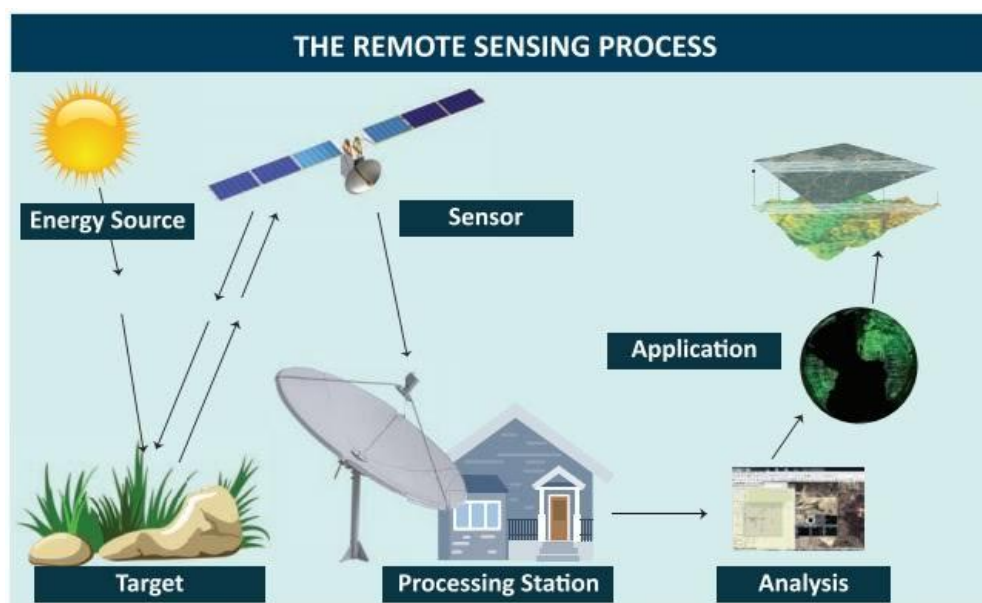 THE REMOTE SENSING PROCESS
Energy Source
Sensor
Application
Target
Processing Station
Analysis